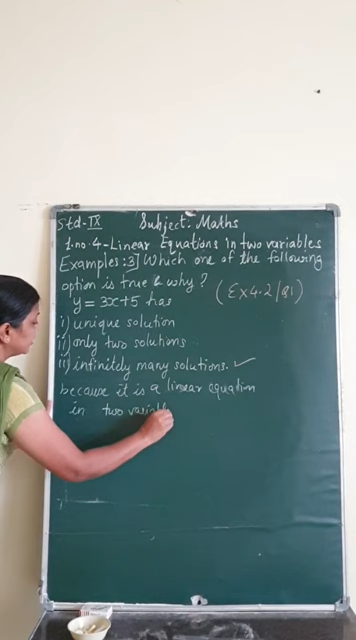 Std-IX Subject: Maths
L.no.4-Linear Equations in two variables
Examples:3] Which one of the following
option is true & why?
y = 3x+5 has
(Ex4.2/Q1)
i) unique solution
ii) only two solutions
iii) infinitely many solutions. ✓
because it is a linear equation
in two variabl